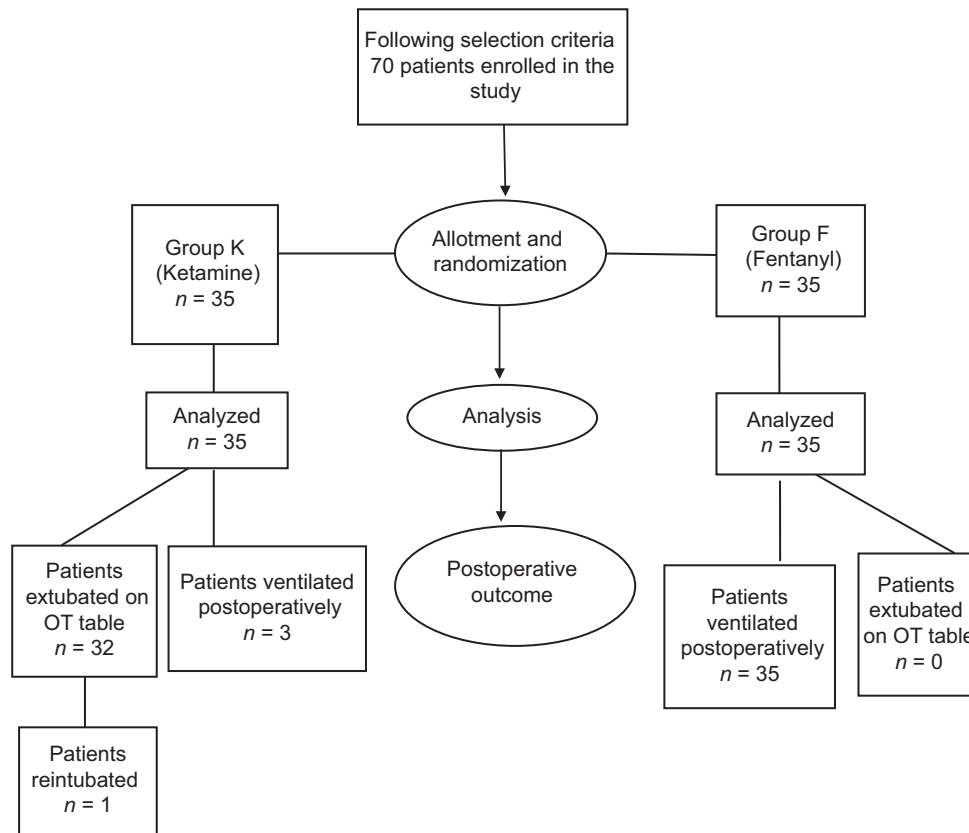 Following selection criteria
70 patients enrolled in the
study
Group K
(Ketamine)
n = 35
Allotment and
randomization
Group F
(Fentanyl)
n = 35
Analyzed
n = 35
Analysis
Analyzed
n = 35
Patients
extubated on
OT table
n = 32
Patients ventilated
postoperatively
n = 3
Postoperative
outcome
Patients
ventilated
postoperatively
n = 35
Patients
extubated
on OT table
n = 0
Patients
reintubated
n = 1